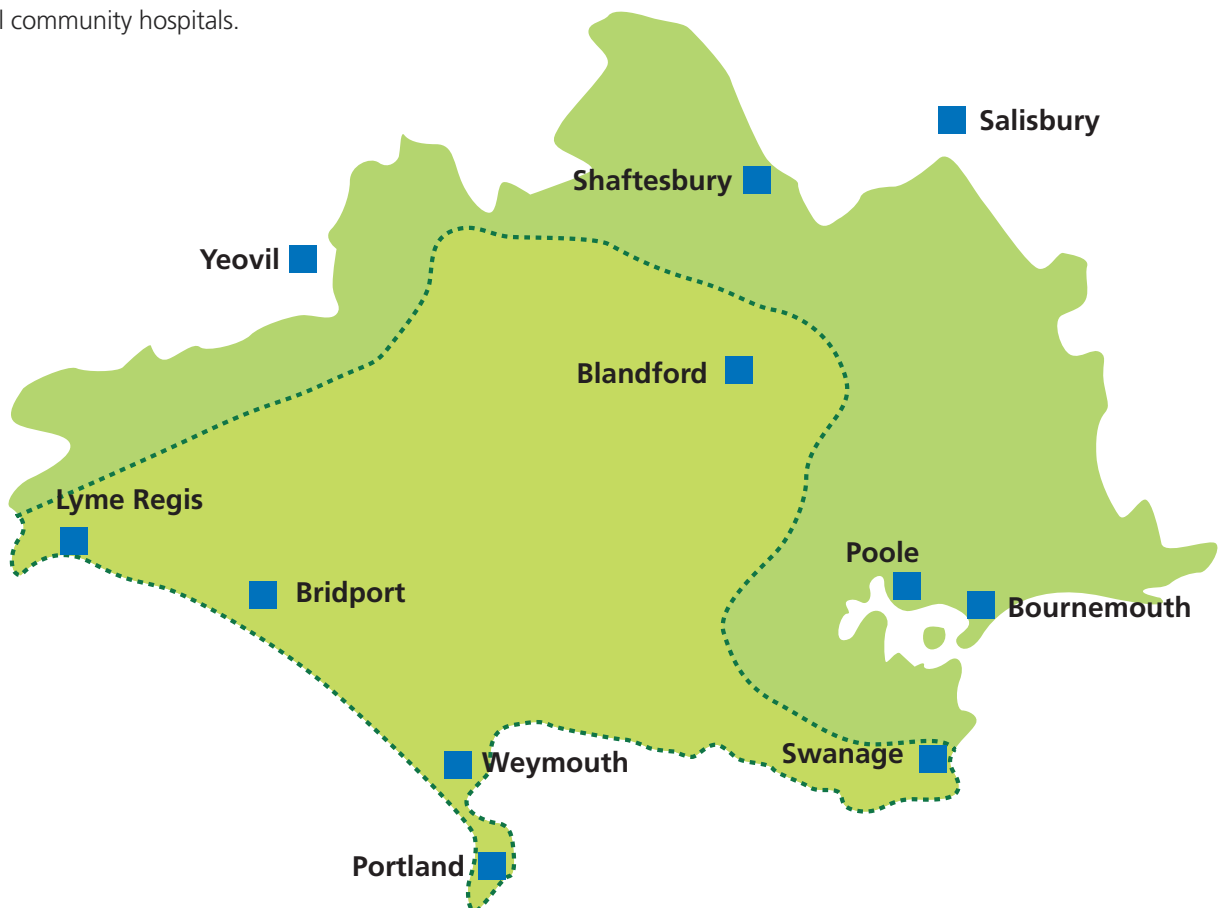 l community hospitals.
Salisbury
Shaftesbury
Yeovil
Blandford
Lyme Regis
Poole
Bridport
Bournemouth
Swanage
Weymouth
Portland